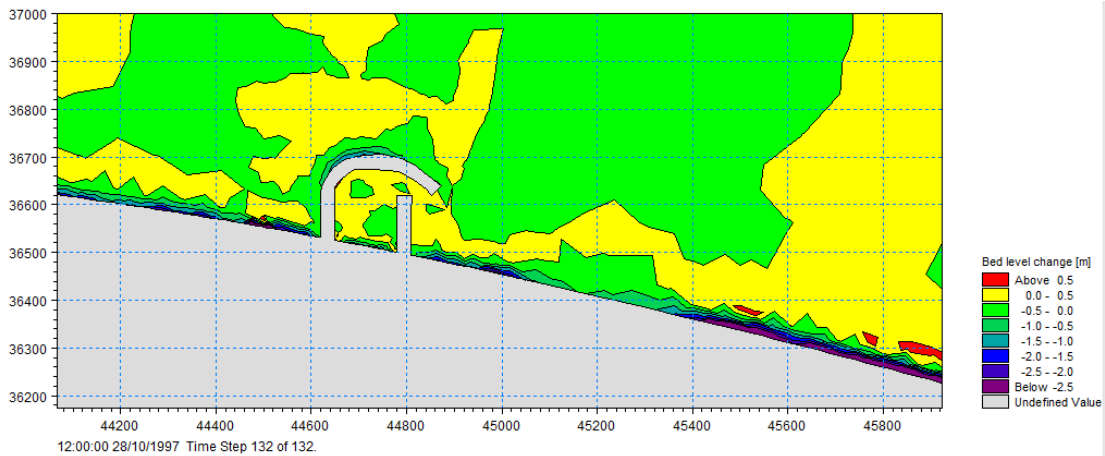 37000
36900
36800
36700
36600
36500
36400
36300
36200
44200 44400 44600 44800 45000 45200 45400 45600 45800
12:00:00 28/10/1997 Time Step 132 of 132.
Bed level change [m]
Above 0.5
0.0 - 0.5
-0.5 - 0.0
-1.0 - -0.5
-1.5 - -1.0
-2.0 - -1.5
-2.5 - -2.0
Below -2.5
Undefined Value